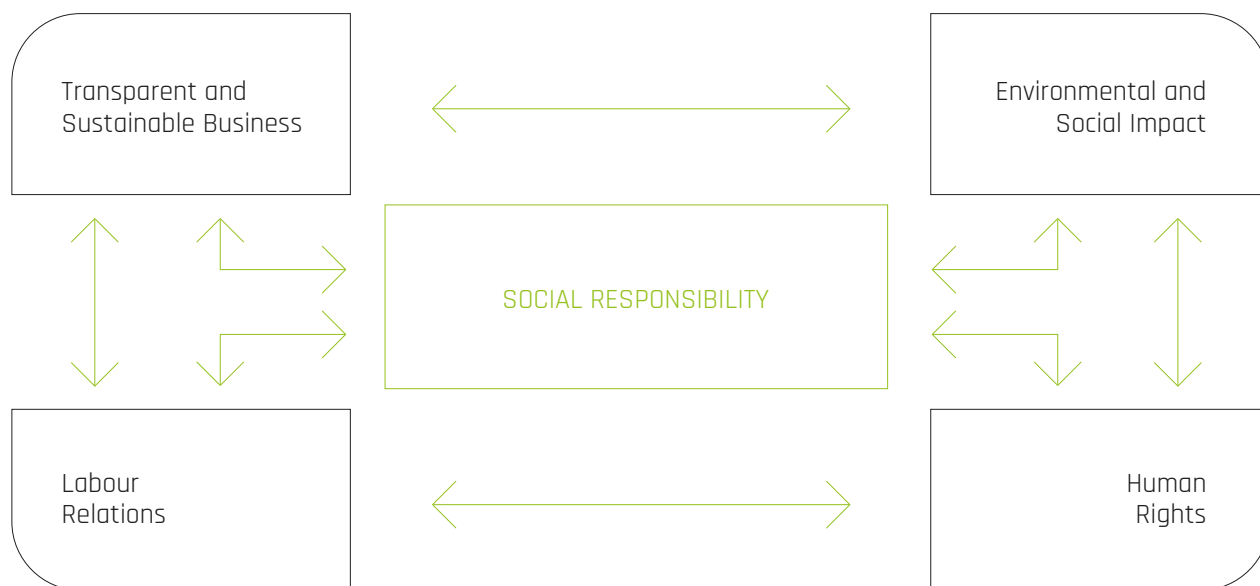 Transparent and
Sustainable Business
Environmental and
Social Impact
SOCIAL RESPONSIBILITY
Labour
Relations
Human
Rights